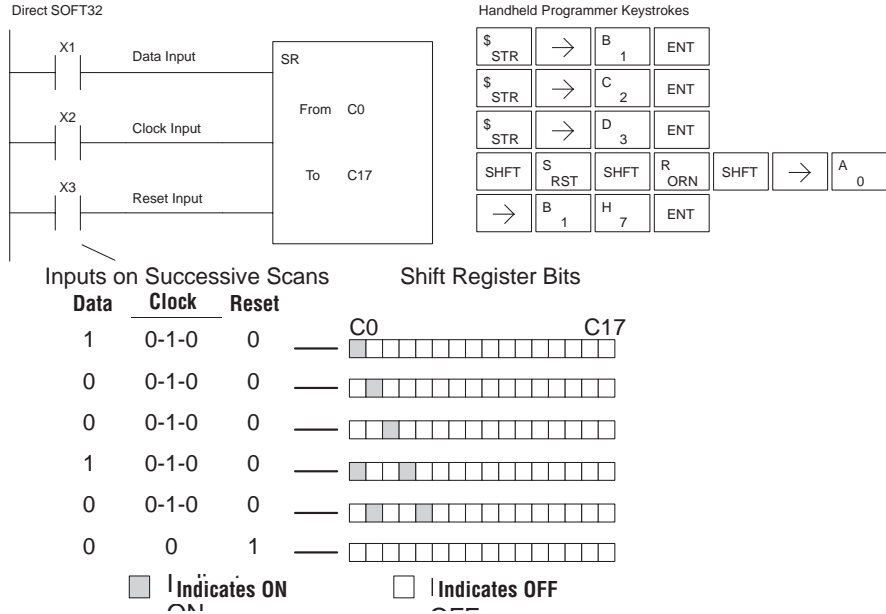 Direct SOFT32
X1
Data Input
X2
Clock Input
X3
Reset Input
SR
From C0
To C17
Handheld Programmer Keystrokes
$ STR → B 1 ENT
$ STR → C 2 ENT
$ STR → D 3 ENT
SHFT S RST SHFT R ORN SHFT → A 0
→ B 1 H 7 ENT
Inputs on Successive Scans
Shift Register Bits
Data Clock Reset
C0 C17
1 0-1-0 0
0 0-1-0 0
0 0-1-0 0
1 0-1-0 0
0 0-1-0 0
0 0 1
Indicates ON
Indicates OFF